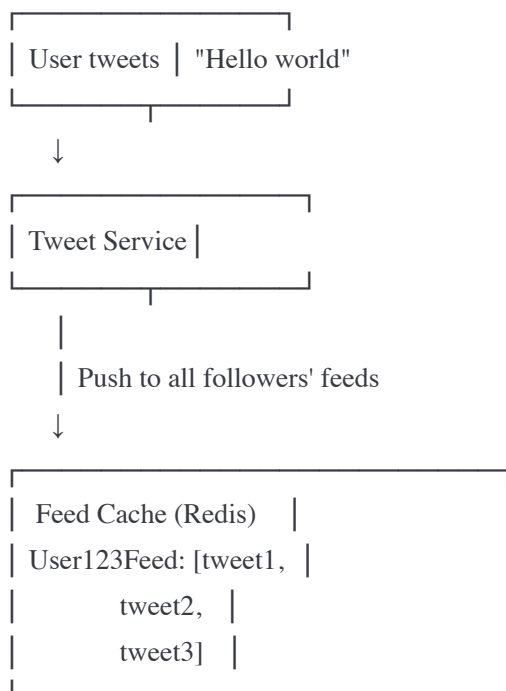 User tweets "Hello world"
↓
Tweet Service
Push to all followers' feeds
↓
Feed Cache (Redis)
User123Feed: [tweet1,
tweet2,
tweet3]